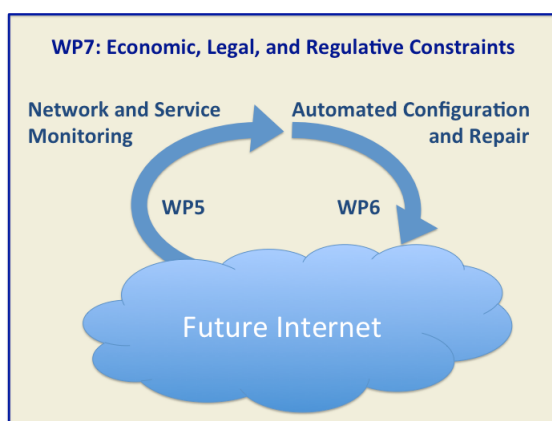 WP7: Economic, Legal, and Regulative Constraints
Network and Service
Monitoring
Automated Configuration
and Repair
WP5
WP6
Future Internet